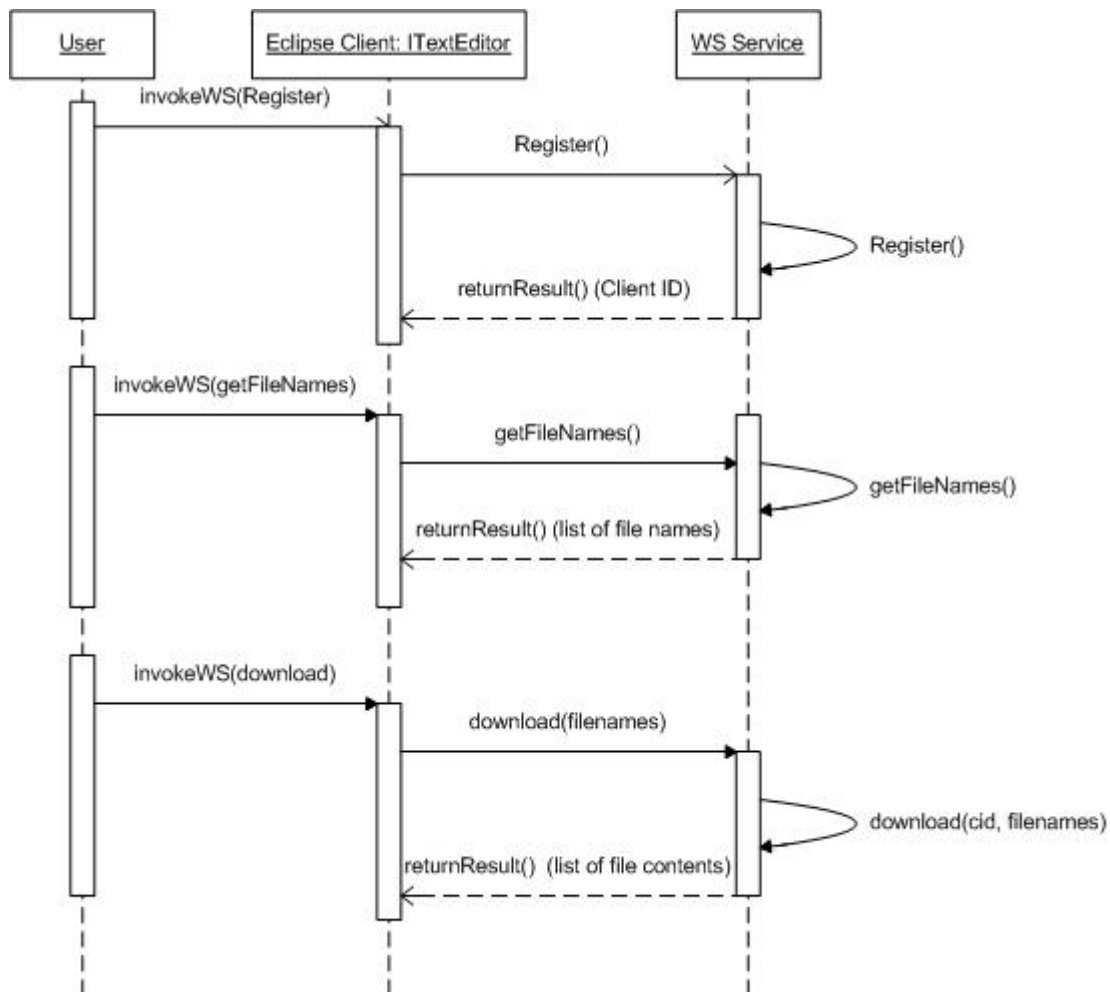 User
Eclipse Client: ITextEditor
WS Service
invokeWS(Register)
Register()
Register()
returnResult() (Client ID)
invokeWS(getFileNames)
getFileNames()
getFileNames()
returnResult() (list of file names)
invokeWS(download)
download(filenames)
download(cid, filenames)
returnResult()  (list of file contents)